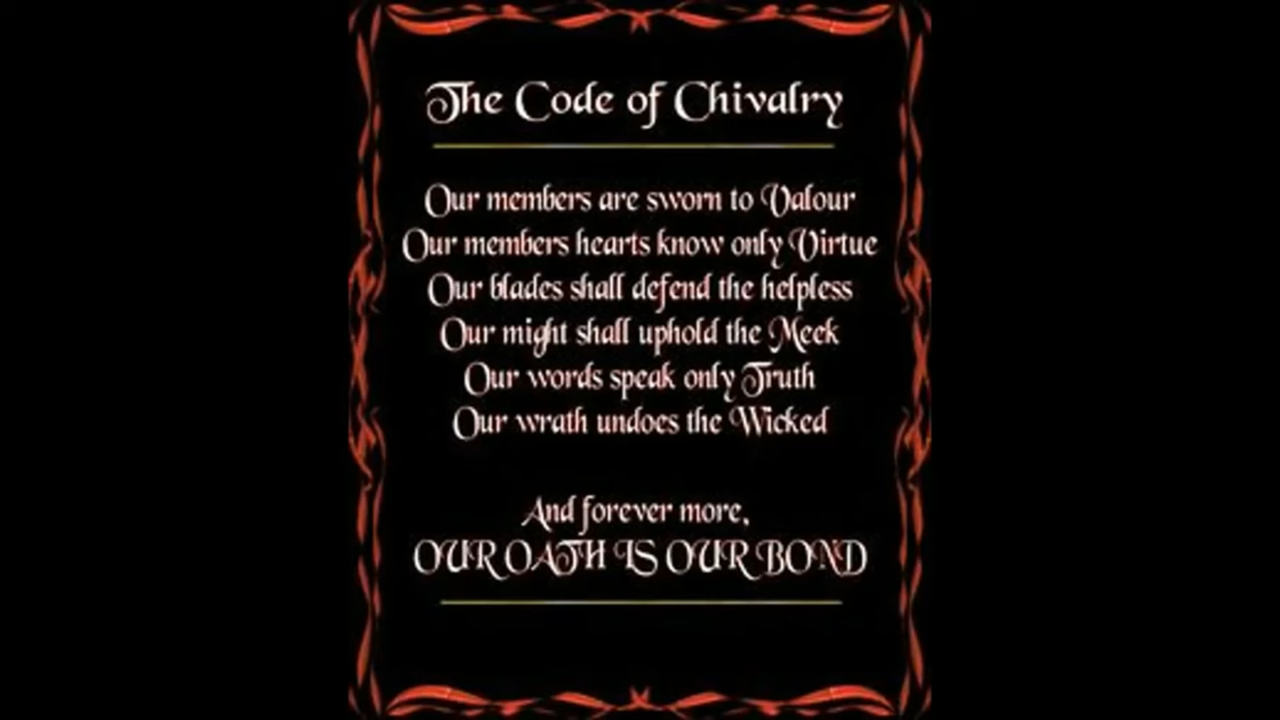 The Code of Chivalry
Our members are sworn to Valour
Our members hearts know only Virtue
Our blades shall defend the helpless
Our might shall uphold the Meek
Our words speak only Truth
Our wrath undoes the Wicked
And forever more,
OUR OATH IS OUR BOND